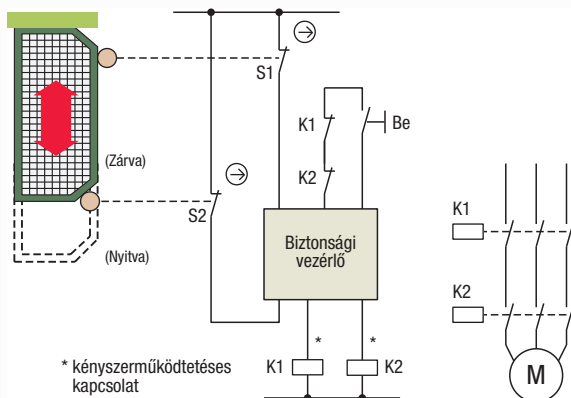 S1
K1
Be
(Zárva)
K2
S2
K1
Biztonsági
vezérlő
(Nyitva)
K2
* kényszerműködtetéses
kapcsolat
*
*
K1
K2
M